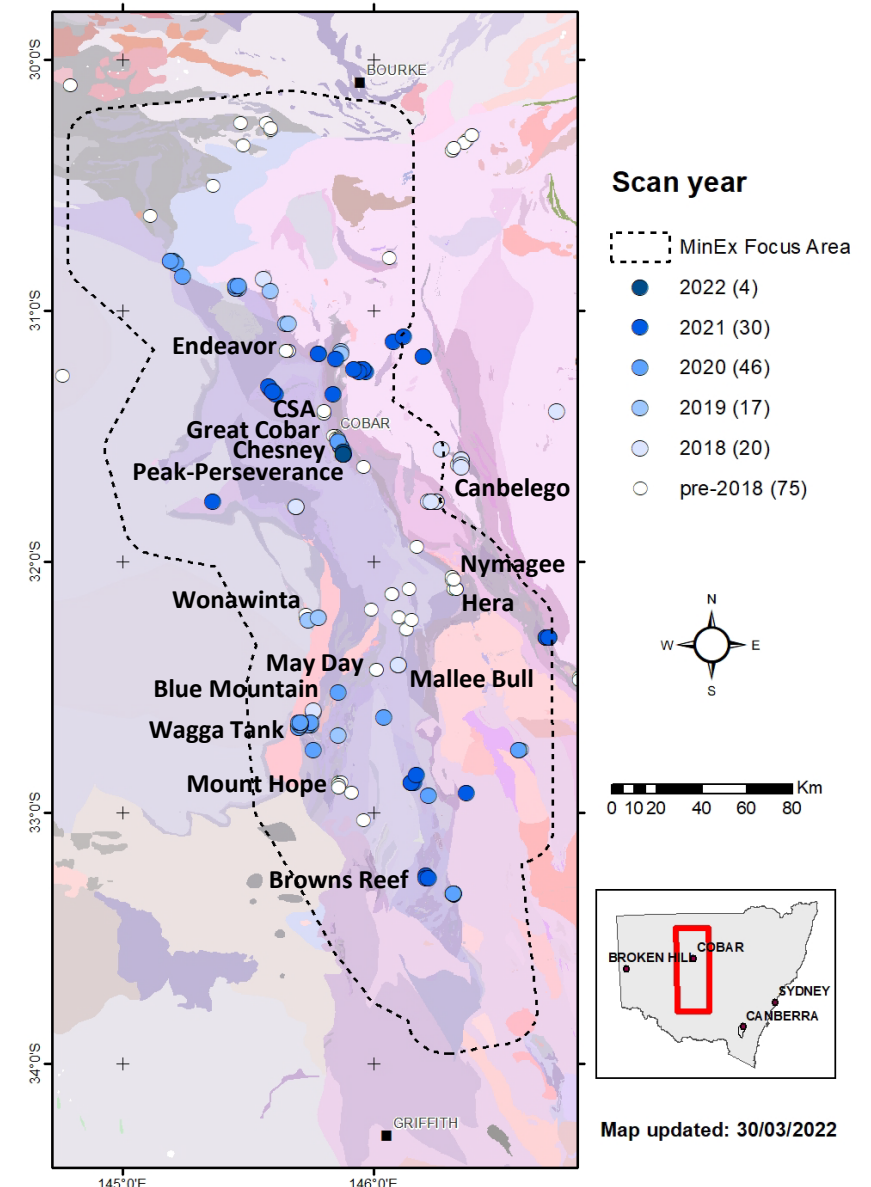 30°0'S
31°0'S
32°0'S
33°0'S
34°0'S
BOURKE
Endeavor
CSA
COBAR
Great Cobar
Chesney
Peak-Perseverance
Canbelego
Nymagee
Wonawinta
Hera
May Day
Mallee Bull
Blue Mountain
Wagga Tank
Mount Hope
Browns Reef
GRIFFITH
145°0'E
146°0'E
Scan year
MinEx Focus Area
2022 (4)
2021 (30)
2020 (46)
2019 (17)
2018 (20)
pre-2018 (75)
N
W E
S
Km
0 10 20 40 60 80
COBAR
BROKEN HILL
SYDNEY
CANBERRA
Map updated: 30/03/2022